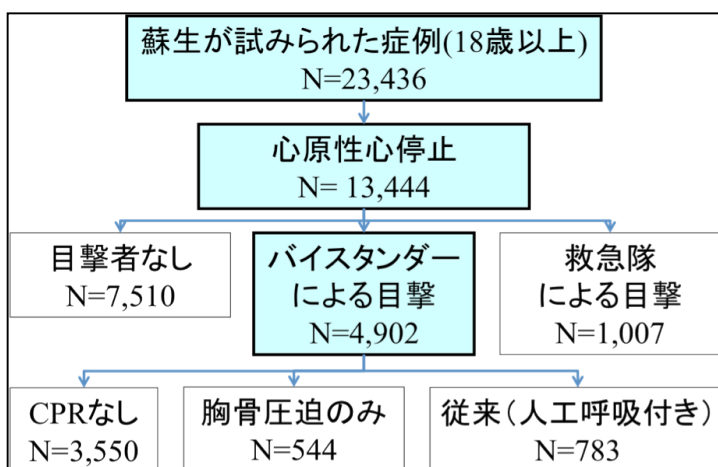 蘇生が試みられた症例(18歳以上)
N=23,436
心原性心停止
N= 13,444
目撃者なし
N=7,510
バイスタンダー
による目撃
N=4,902
救急隊
による目撃
N=1,007
CPRなし
N=3,550
胸骨圧迫のみ
N=544
従来(人工呼吸付き)
N=783